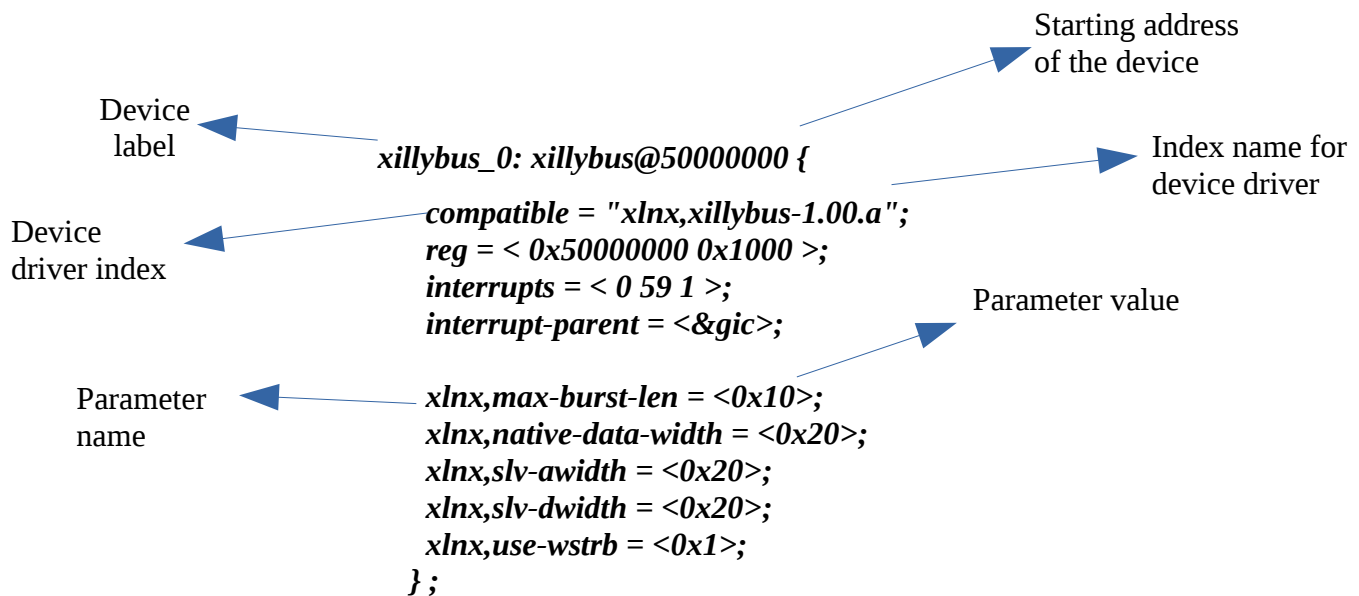 Starting address
of the device
Device
label
xillybus_0: xillybus@50000000 {
Index name for
device driver
compatible = "xlnx,xillybus-1.00.a";
Device
driver index
reg = < 0x50000000 0x1000 >;
interrupts = < 0 59 1 >;
Parameter value
interrupt-parent = <&gic>;
Parameter
name
xlnx,max-burst-len = <0x10>;
xlnx,native-data-width = <0x20>;
xlnx,slv-awidth = <0x20>;
xlnx,slv-dwidth = <0x20>;
xlnx,use-wstrb = <0x1>;
} ;